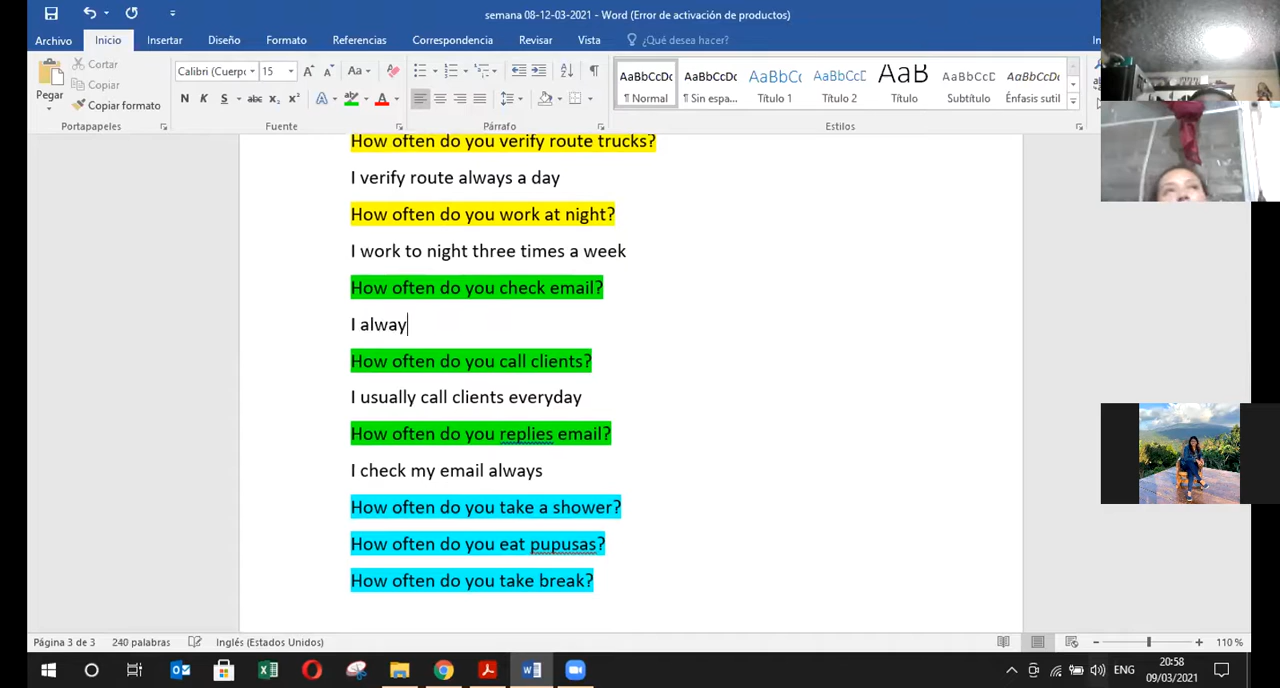 semana 08-12-03-2021 - Word (Error de activación de productos)
Archivo Inicio Insertar Diseño Formato Referencias Correspondencia Revisar Vista ¿Qué desea hacer?
Pegar
Cortar
Copiar
Copiar formato
Portapapeles
Calibri (Cuerpo 15
Aa
N K S abc x₂ x² A A
Fuente
Párrafo
AaBbCcDc AaBbCcDc AaBbCc AaBbCcC AaB AaBbCcD AaBbCcDc
¶ Normal ¶ Sin espa... Título 1 Título 2 Título Subtítulo Énfasis sutil
Estilos
How often do you verify route trucks?
I verify route always a day
How often do you work at night?
I work to night three times a week
How often do you check email?
I alway
How often do you call clients?
I usually call clients everyday
How often do you replies email?
I check my email always
How often do you take a shower?
How often do you eat pupusas?
How often do you take break?
Página 3 de 3 240 palabras Inglés (Estados Unidos) 110 %
ENG
20:58
09/03/2021